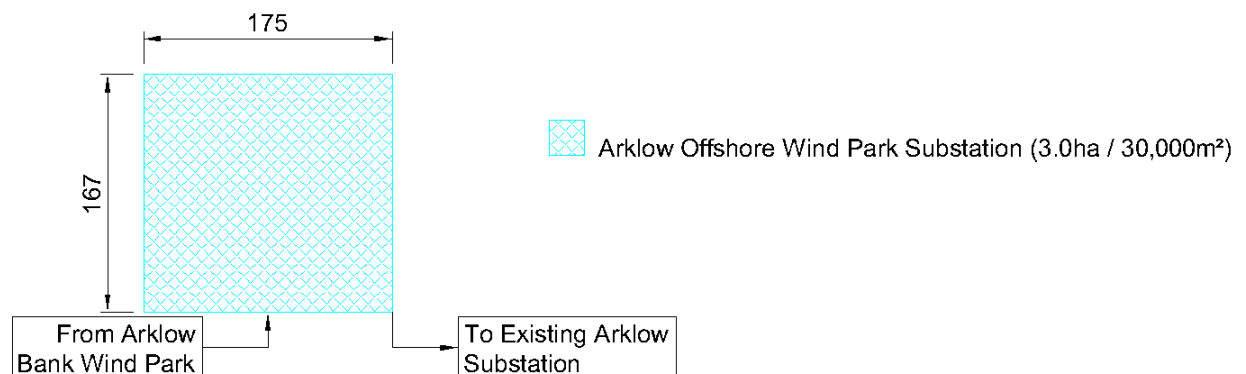 175
167
Arklow Offshore Wind Park Substation (3.0ha / 30,000m²)
From Arklow
Bank Wind Park
To Existing Arklow
Substation